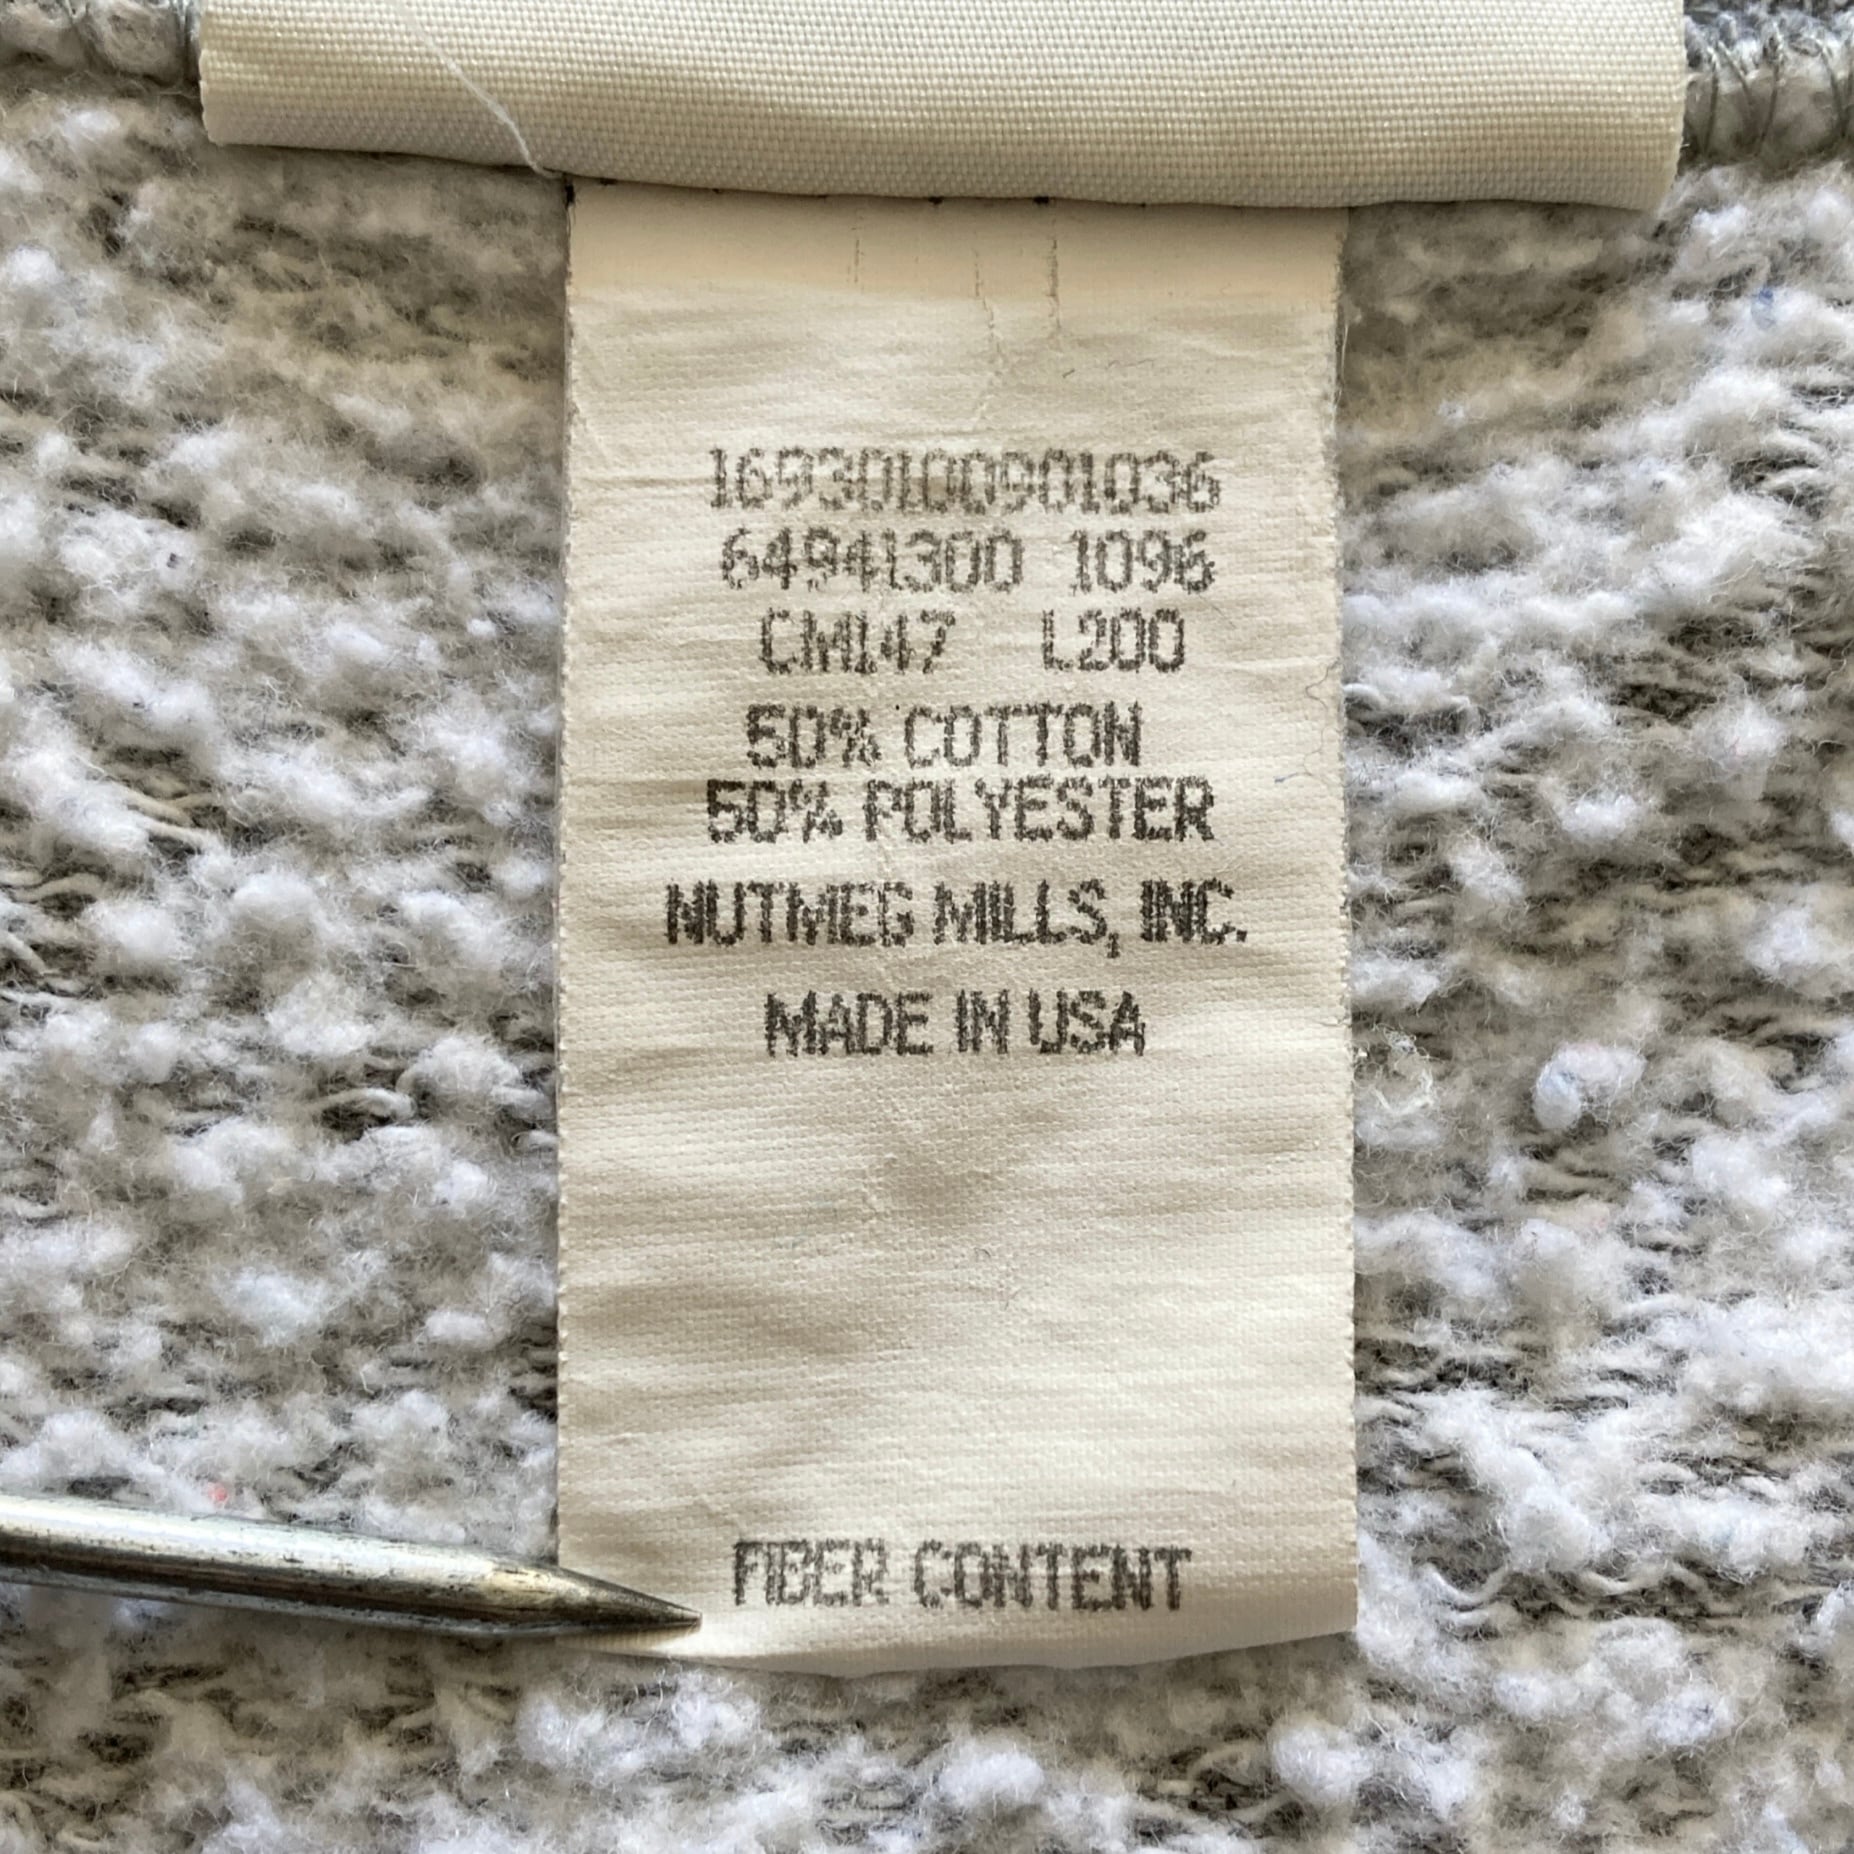 16930100901036
64941300 1096
CM147 L200
50% COTTON
50% POLYESTER
NUTMEG MILLS, INC.
MADE IN USA
FIBER CONTENT